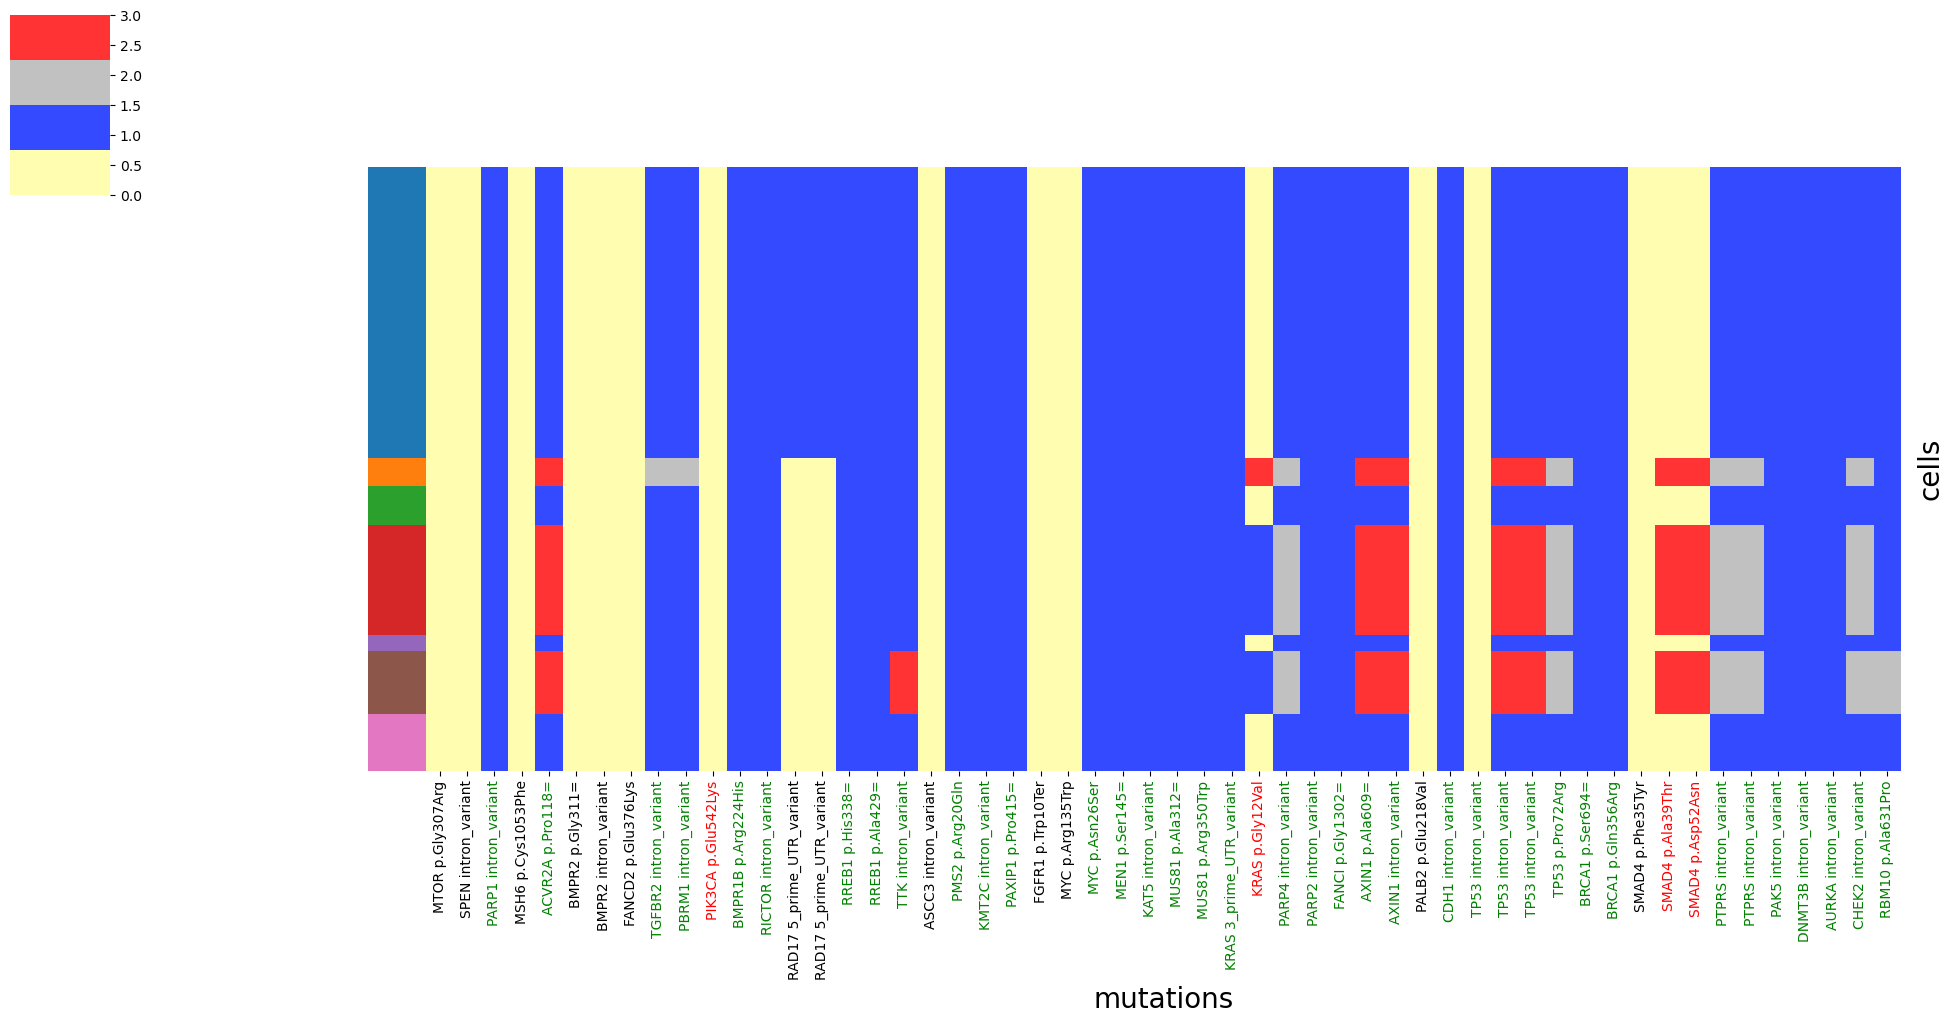 3.0
2.5
2.0
1.5
1.0
0.5
0.0
cells
MTOR p.Gly307Arg
SPEN intron_variant
PARP1 intron_variant
MSH6 p.Cys1053Phe
ACVR2A p.Pro118=
BMPR2 p.Gly311=
BMPR2 intron_variant
FANCD2 p.Glu376Lys
TGFBR2 intron_variant
PBRM1 intron_variant
PIK3CA p.Glu542Lys
BMPR1B p.Arg224His
RICTOR intron_variant
RAD17 5_prime_UTR_variant
RAD17 5_prime_UTR_variant
RREB1 p.His338=
RREB1 p.Ala429=
TTK intron_variant
ASCC3 intron_variant
PMS2 p.Arg20Gln
KMT2C intron_variant
PAXIP1 p.Pro415=
FGFR1 p.Trp10Ter
MYC p.Arg135Trp
MYC p.Asn26Ser
MEN1 p.Ser145=
KAT5 intron_variant
MUS81 p.Ala312=
MUS81 p.Arg350Trp
KRAS 3_prime_UTR_variant
KRAS p.Gly12Val
PARP4 intron_variant
PARP2 intron_variant
FANCI p.Gly1302=
AXIN1 p.Ala609=
AXIN1 intron_variant
PALB2 p.Glu218Val
CDH1 intron_variant
TP53 intron_variant
TP53 intron_variant
TP53 intron_variant
TP53 p.Pro72Arg
BRCA1 p.Ser694=
BRCA1 p.Gln356Arg
SMAD4 p.Phe35Tyr
SMAD4 p.Ala39Thr
SMAD4 p.Asp52Asn
PTPRS intron_variant
PTPRS intron_variant
PAK5 intron_variant
DNMT3B intron_variant
AURKA intron_variant
CHEK2 intron_variant
RBM10 p.Ala631Pro
mutations